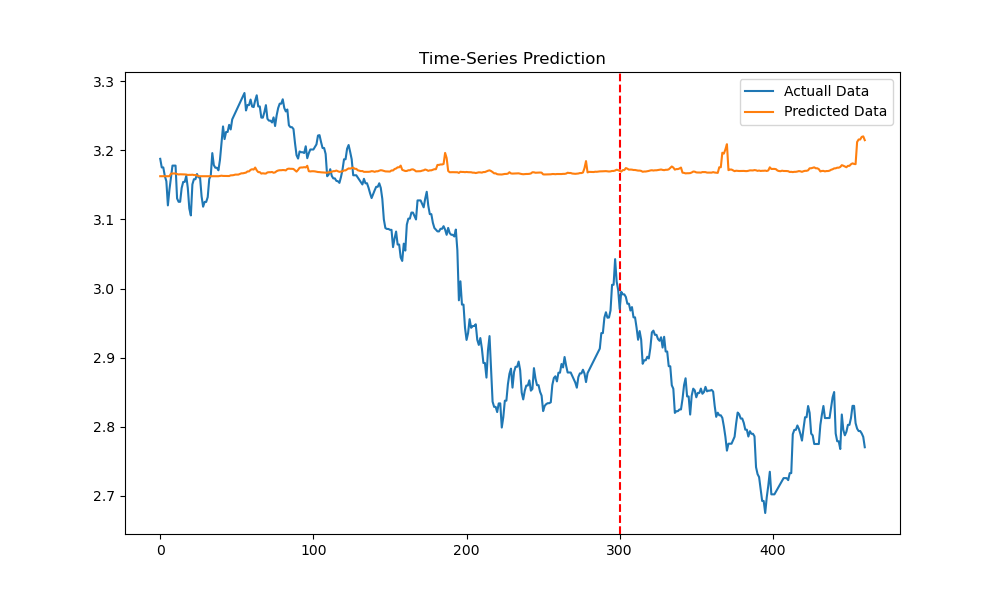 Time-Series Prediction
Actuall Data
Predicted Data
3.3
3.2
3.1
3.0
2.9
2.8
2.7
0 100 200 300 400